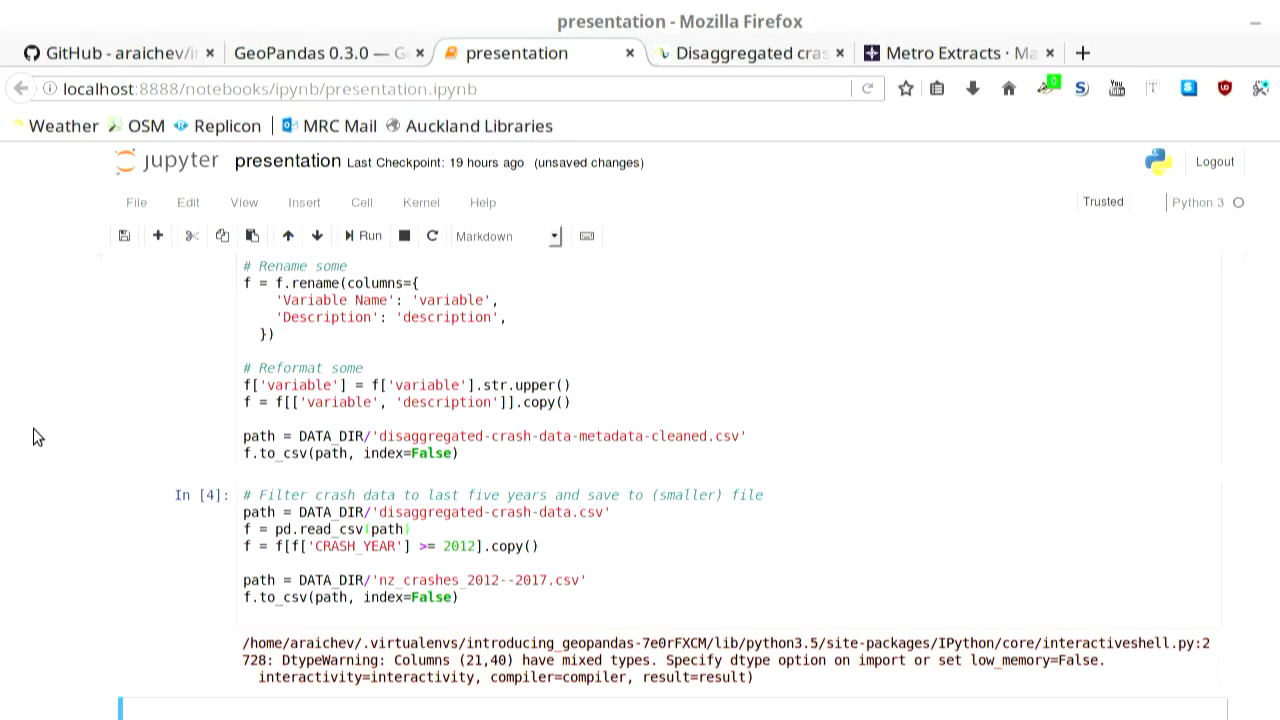 presentation - Mozilla Firefox
GitHub - araichev/in × GeoPandas 0.3.0 — G × presentation × Disaggregated cras × Metro Extracts · Ma × +
localhost:8888/notebooks/ipynb/presentation.ipynb
Weather OSM Replicon MRC Mail Auckland Libraries
jupyter presentation Last Checkpoint: 19 hours ago (unsaved changes) Logout
File Edit View Insert Cell Kernel Help Trusted Python 3
Run Markdown
# Rename some
f = f.rename(columns={
'Variable Name': 'variable',
'Description': 'description',
})
# Reformat some
f['variable'] = f['variable'].str.upper()
f = f[['variable', 'description']].copy()
path = DATA_DIR/'disaggregated-crash-data-metadata-cleaned.csv'
f.to_csv(path, index=False)
In [4]: # Filter crash data to last five years and save to (smaller) file
path = DATA_DIR/'disaggregated-crash-data.csv'
f = pd.read_csv(path)
f = f[f['CRASH_YEAR'] >= 2012].copy()
path = DATA_DIR/'nz_crashes_2012--2017.csv'
f.to_csv(path, index=False)
/home/araichev/.virtualenvs/introducing_geopandas-7e0rFXCM/lib/python3.5/site-packages/IPython/core/interactiveshell.py:2
728: DtypeWarning: Columns (21,40) have mixed types. Specify dtype option on import or set low_memory=False.
interactivity=interactivity, compiler=compiler, result=result)